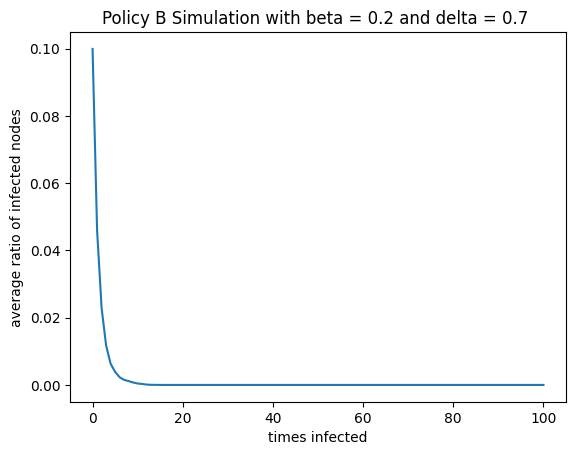 Policy B Simulation with beta = 0.2 and delta = 0.7
average ratio of infected nodes
0.10
0.08
0.06
0.04
0.02
0.00
0 20 40 60 80 100
times infected